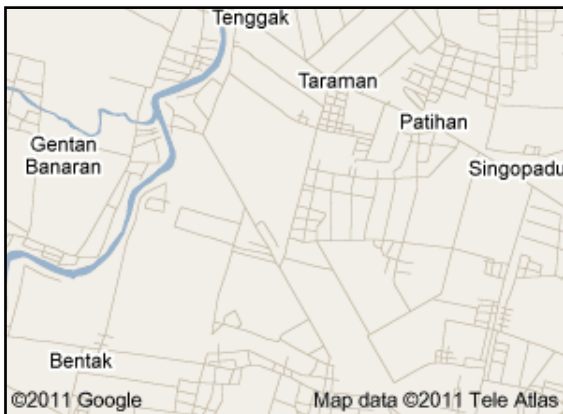 Tenggak
Taraman
Patihan
Gentan
Banaran
Singopadu
Bentak
©2011 Google
Map data ©2011 Tele Atlas